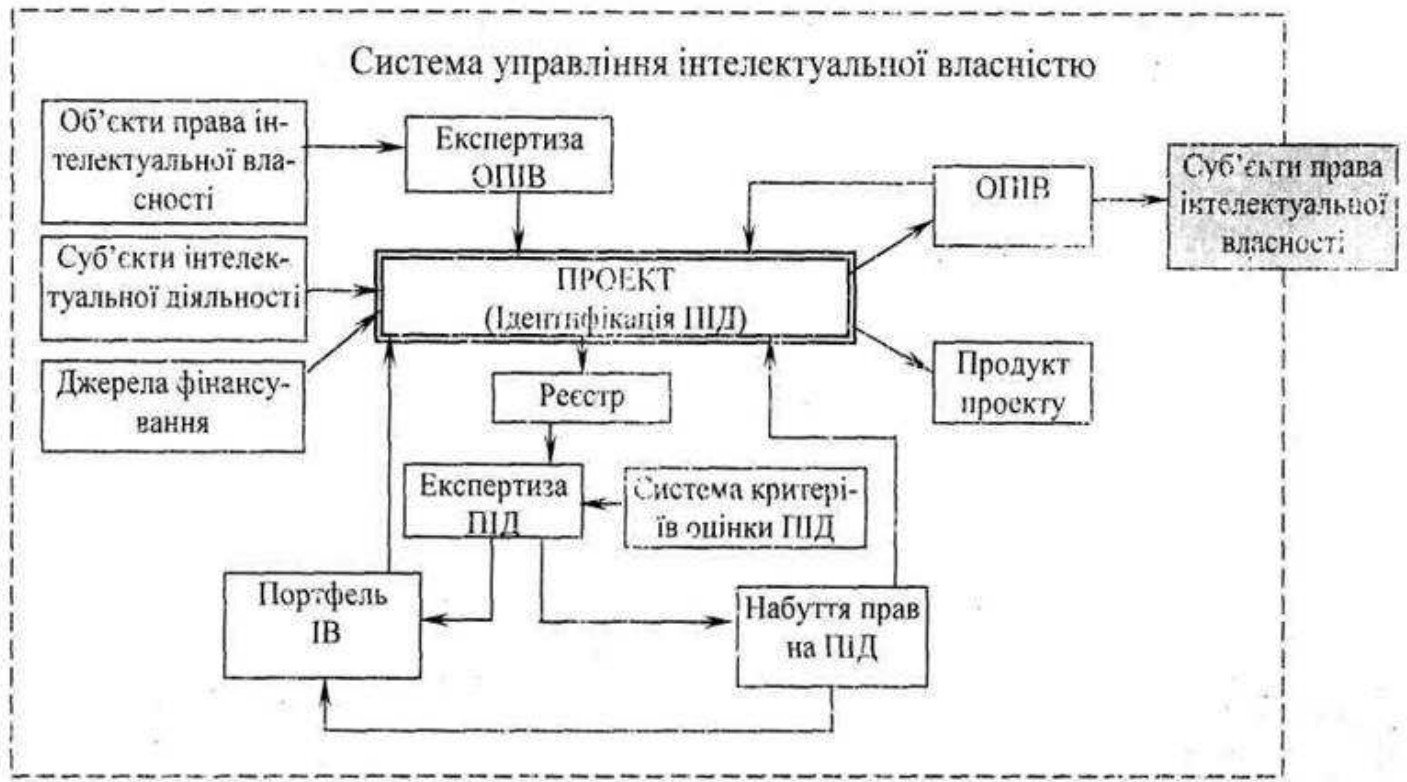 Система управління інтелектуальної власністю
Об’єкти права ін-
телектуальної вла-
сності
Експертиза
ОПІВ
ОПІВ
Суб’єкти права
інтелектуальної
власності
Суб’єкти інтелек-
туальної діяльності
ПРОЕКТ
(Ідентифікація ПІД)
Джерела фінансу-
вання
Реєстр
Продукт
проекту
Експертиза
ПІД
Система критері-
їв оцінки ПІД
Портфель
ІВ
Набуття прав
на ПІД